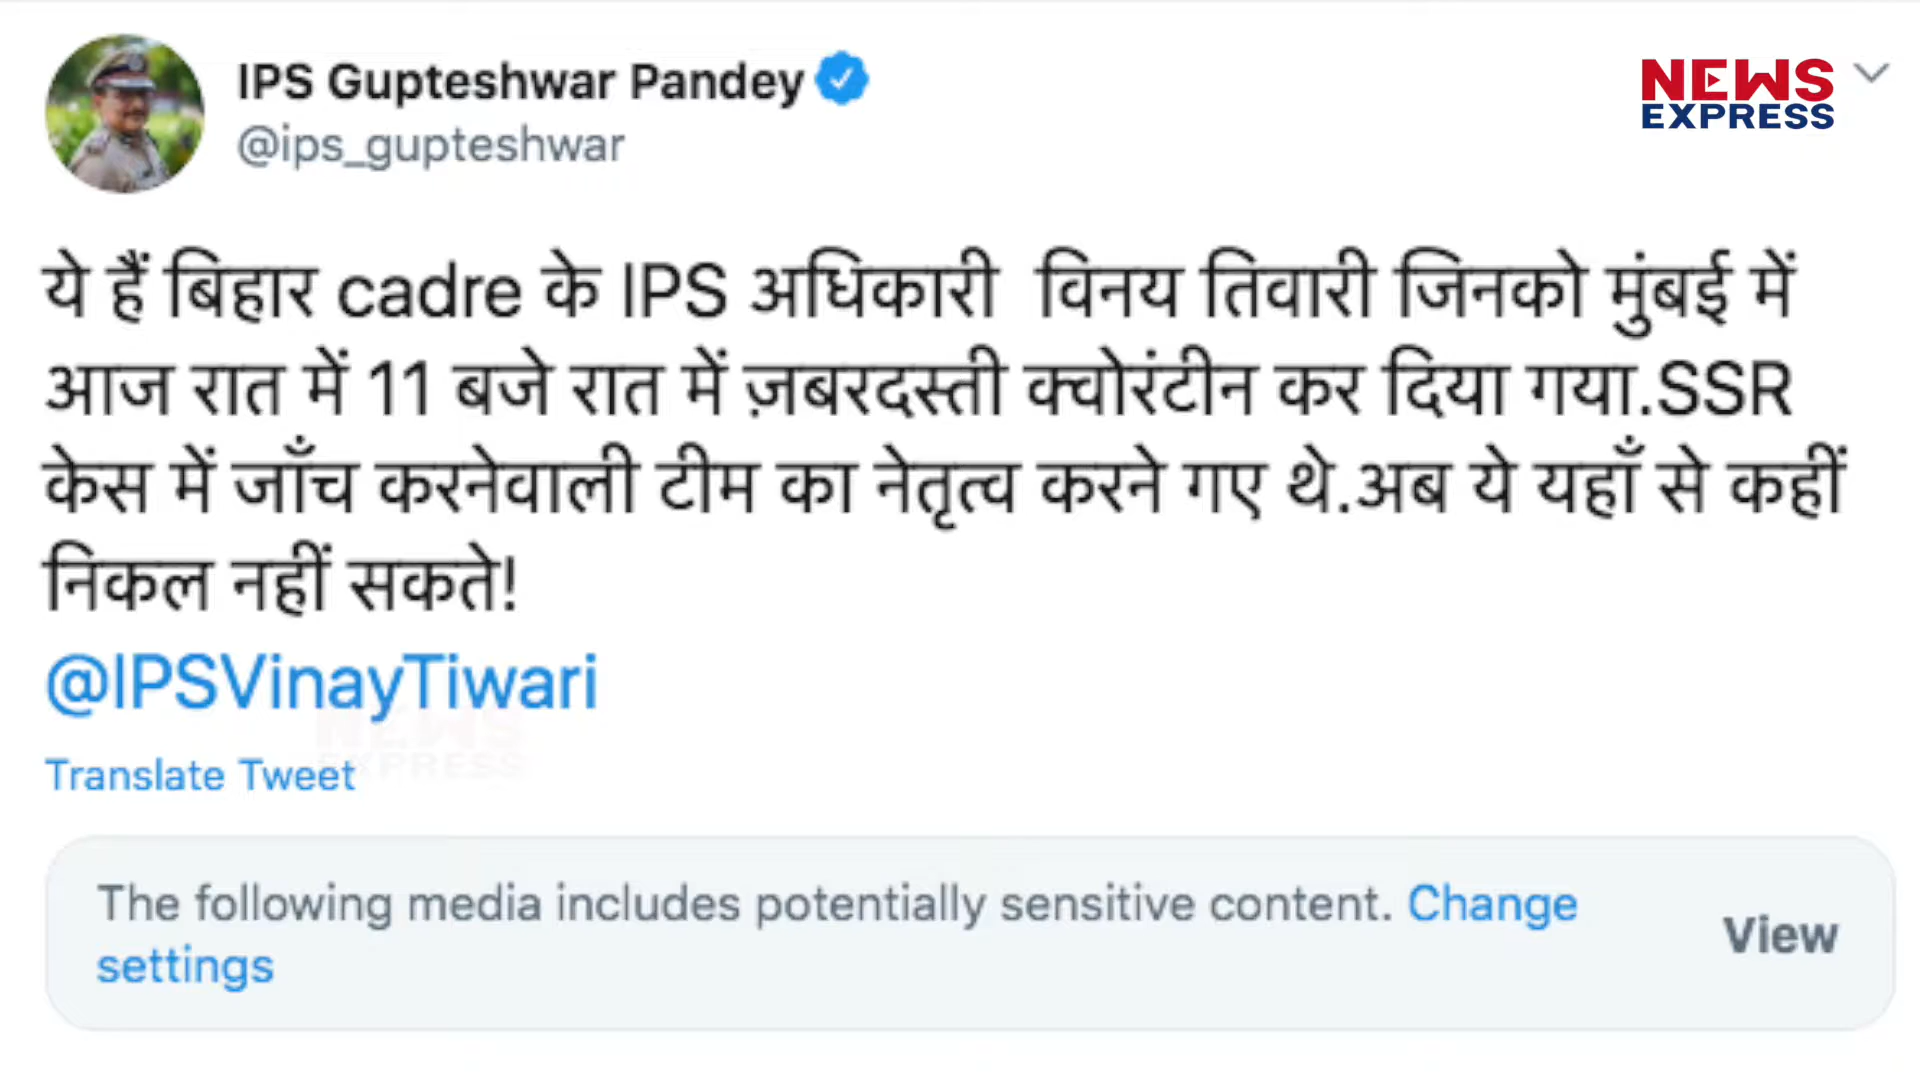 IPS Gupteshwar Pandey
@ips_gupteshwar
NEWS
EXPRESS
ये हैं बिहार cadre के IPS अधिकारी विनय तिवारी जिनको मुंबई में
आज रात में 11 बजे रात में ज़बरदस्ती क्वोरंटीन कर दिया गया.SSR
केस में जाँच करनेवाली टीम का नेतृत्व करने गए थे.अब ये यहाँ से कहीं
निकल नहीं सकते!
@IPSVinayTiwari
NEWS
EXPRESS
Translate Tweet
The following media includes potentially sensitive content. Change
settings
View